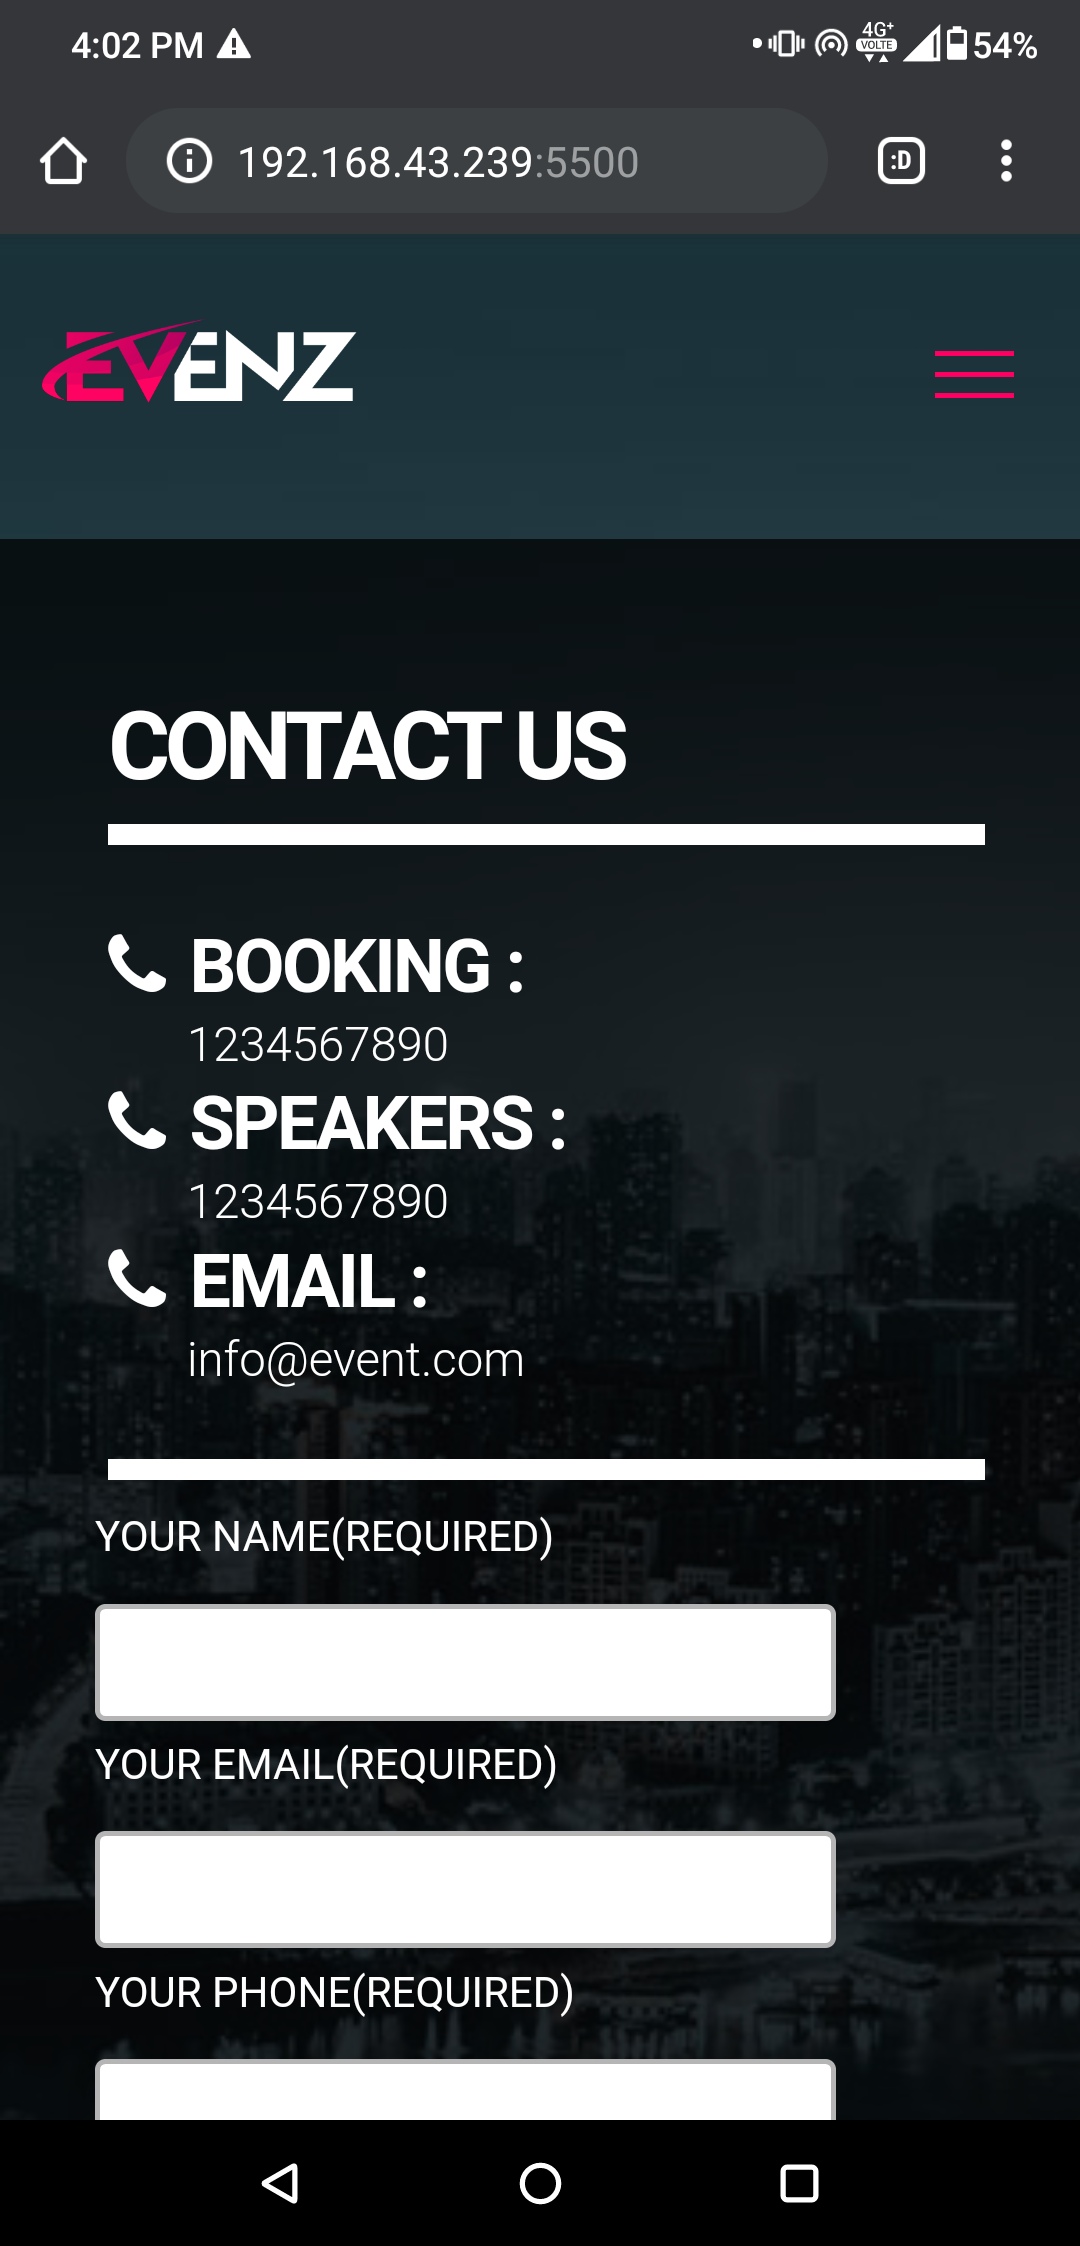 4:02 PM
4G+
VOLTE
54%
192.168.43.239:5500
:D
EVENZ
CONTACT US
BOOKING :
1234567890
SPEAKERS :
1234567890
EMAIL :
info@event.com
YOUR NAME(REQUIRED)
YOUR EMAIL(REQUIRED)
YOUR PHONE(REQUIRED)